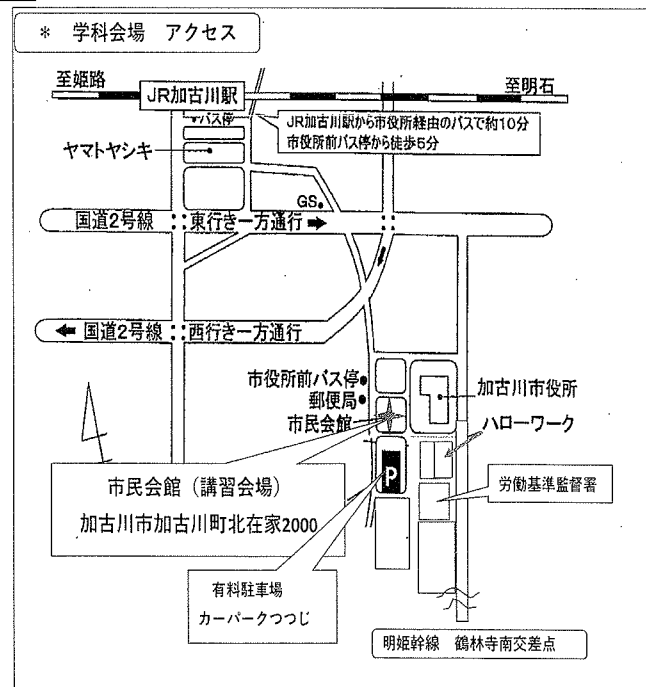 * 学科会場 アクセス
至姫路
JR加古川駅
至明石
バス停
JR加古川駅から市役所経由のバスで約10分
市役所前バス停から徒歩5分
ヤマトヤシキ
GS
国道2号線 東行き一方通行 ➡
⬅ 国道2号線 西行き一方通行
市役所前バス停
郵便局
市民会館
加古川市役所
ハローワーク
労働基準監督署
市民会館（講習会場）
加古川市加古川町北在家2000
P
有料駐車場
カーパークつつじ
明姫幹線 鶴林寺南交差点